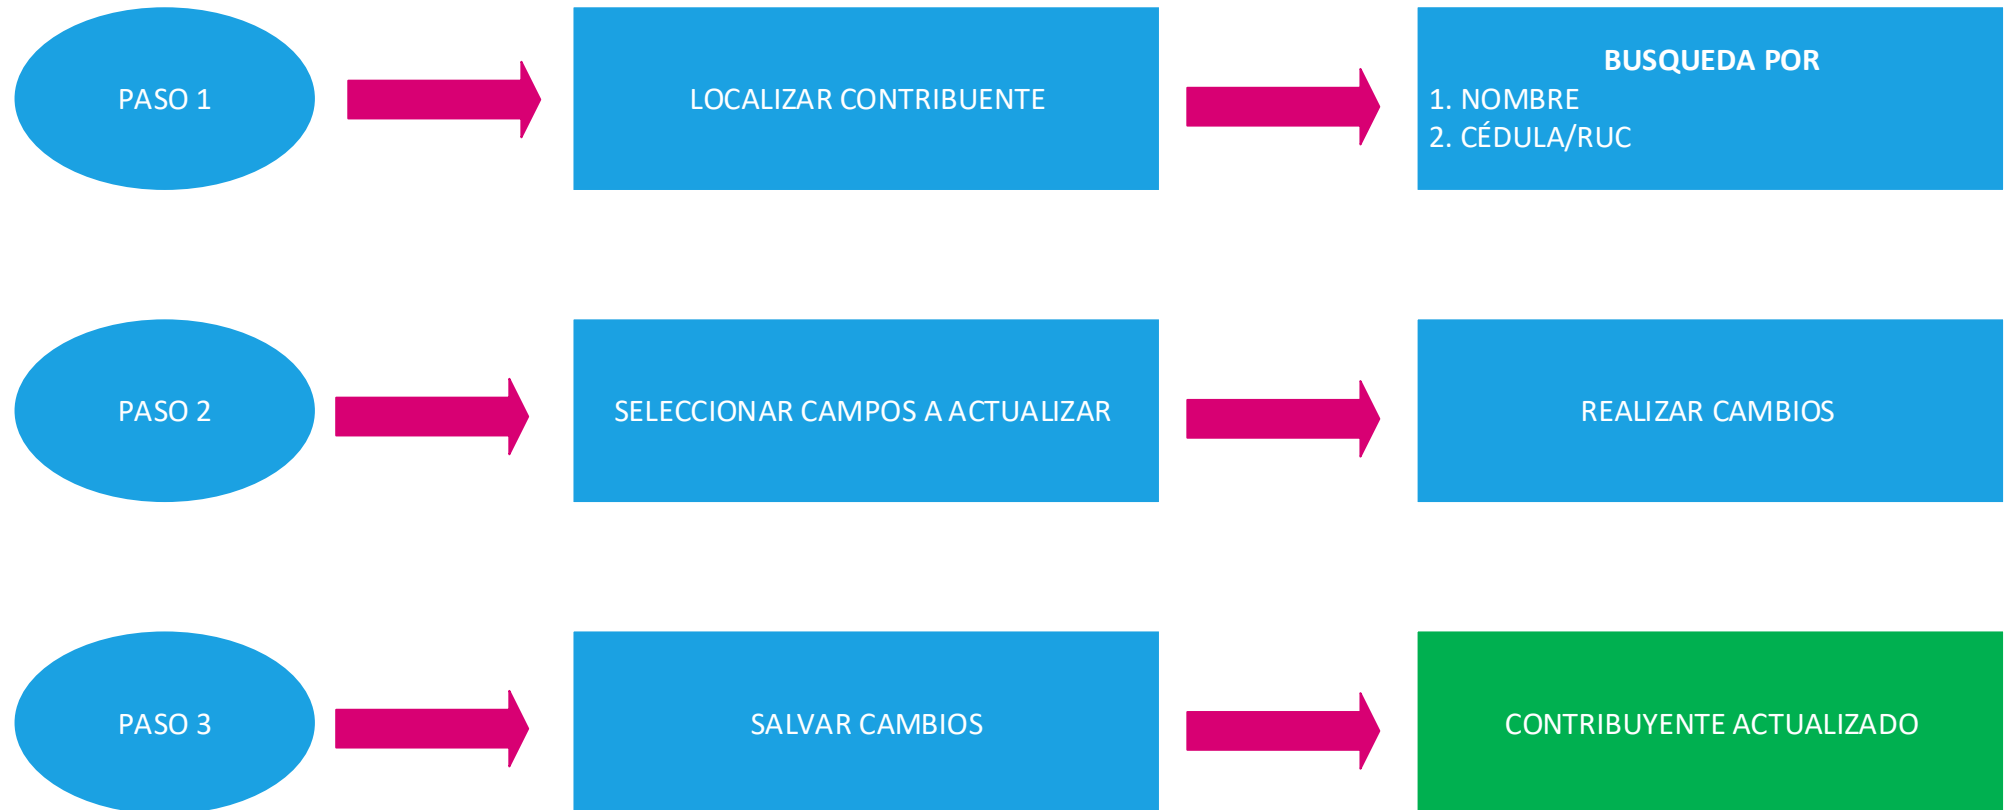 PASO 1
LOCALIZAR CONTRIBUENTE
BUSQUEDA POR
1. NOMBRE
2. CÉDULA/RUC
PASO 2
SELECCIONAR CAMPOS A ACTUALIZAR
REALIZAR CAMBIOS
PASO 3
SALVAR CAMBIOS
CONTRIBUYENTE ACTUALIZADO